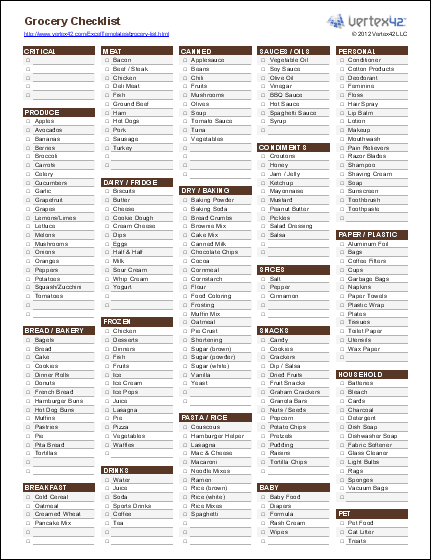 Grocery Checklist
vertex42
http://www.vertex42.com/ExcelTemplates/grocery-list.html
© 2012 Vertex42 LLC
CRITICAL
PRODUCE
Apples
Avocados
Bananas
Berries
Broccoli
Carrots
Celery
Cucumbers
Garlic
Grapefruit
Grapes
Lemons/Limes
Lettuce
Melons
Mushrooms
Onions
Oranges
Peppers
Potatoes
Squash/Zucchini
Tomatoes
BREAD / BAKERY
Bagels
Bread
Cake
Cookies
Dinner Rolls
Donuts
French Bread
Hamburger Buns
Hot Dog Buns
Muffins
Pastries
Pie
Pita Bread
Tortillas
BREAKFAST
Cold Cereal
Oatmeal
Creamed Wheat
Pancake Mix
MEAT
Bacon
Beef / Steak
Chicken
Deli Meat
Fish
Ground Beef
Ham
Hot Dogs
Pork
Sausage
Turkey
DAIRY / FRIDGE
Biscuits
Butter
Cheese
Cookie Dough
Cream Cheese
Dips
Eggs
Half & Half
Milk
Sour Cream
Whip Cream
Yogurt
FROZEN
Chicken
Desserts
Dinners
Fish
Fruits
Ice
Ice Cream
Ice Pops
Juice
Lasagna
Pie
Pizza
Vegetables
Waffles
DRINKS
Water
Juice
Soda
Sports Drinks
Coffee
Tea
CANNED
Applesauce
Beans
Chili
Fruits
Mushrooms
Olives
Soup
Tomato Sauce
Tuna
Vegetables
DRY / BAKING
Baking Powder
Baking Soda
Bread Crumbs
Brownie Mix
Cake Mix
Canned Milk
Chocolate Chips
Cocoa
Cornmeal
Cornstarch
Flour
Food Coloring
Frosting
Muffin Mix
Oatmeal
Pie Crust
Shortening
Sugar (brown)
Sugar (powder)
Sugar (white)
Vanilla
Yeast
PASTA / RICE
Couscous
Hamburger Helper
Lasagna
Mac & Cheese
Macaroni
Noodle Mixes
Ramen
Rice (brown)
Rice (white)
Rice Mixes
Spaghetti
SAUCES / OILS
Vegetable Oil
Soy Sauce
Olive Oil
Vinegar
BBQ Sauce
Hot Sauce
Spaghetti Sauce
Syrup
CONDIMENTS
Croutons
Honey
Jam / Jelly
Ketchup
Mayonnaise
Mustard
Peanut Butter
Pickles
Salad Dressing
Salsa
SPICES
Salt
Pepper
Cinnamon
SNACKS
Candy
Cookies
Crackers
Dip / Salsa
Dried Fruits
Fruit Snacks
Graham Crackers
Granola Bars
Nuts / Seeds
Popcorn
Potato Chips
Pretzels
Pudding
Raisins
Tortilla Chips
BABY
Baby Food
Diapers
Formula
Rash Cream
Wipes
PERSONAL
Conditioner
Cotton Products
Deodorant
Feminine
Floss
Hair Spray
Lip Balm
Lotion
Makeup
Mouthwash
Pain Relievers
Razor Blades
Shampoo
Shaving Cream
Soap
Sunscreen
Toothbrush
Toothpaste
PAPER / PLASTIC
Aluminum Foil
Bags
Coffee Filters
Cups
Garbage Bags
Napkins
Paper Towels
Plastic Wrap
Plates
Tissues
Toilet Paper
Utensils
Wax Paper
HOUSEHOLD
Batteries
Bleach
Cards
Charcoal
Detergent
Dish Soap
Dishwasher Soap
Fabric Softener
Glass Cleaner
Light Bulbs
Rags
Sponges
Vacuum Bags
PET
Pet Food
Cat Litter
Treats